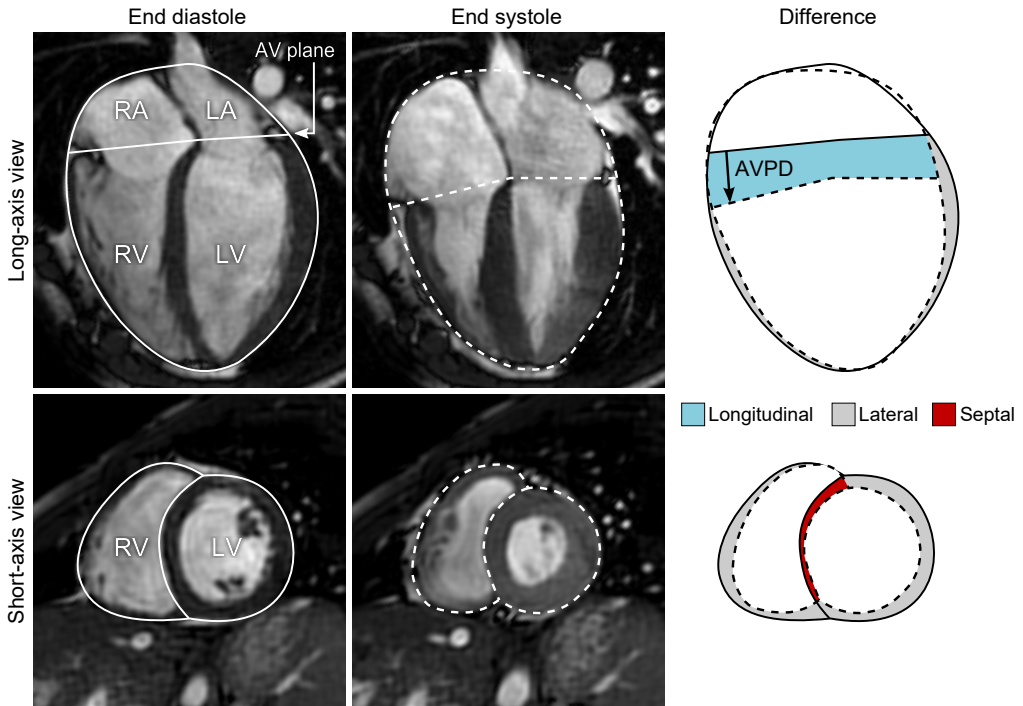 End diastole
End systole
Difference
Long-axis view
AV plane
RA
LA
RV
LV
AVPD
Longitudinal
Lateral
Septal
Short-axis view
RV
LV